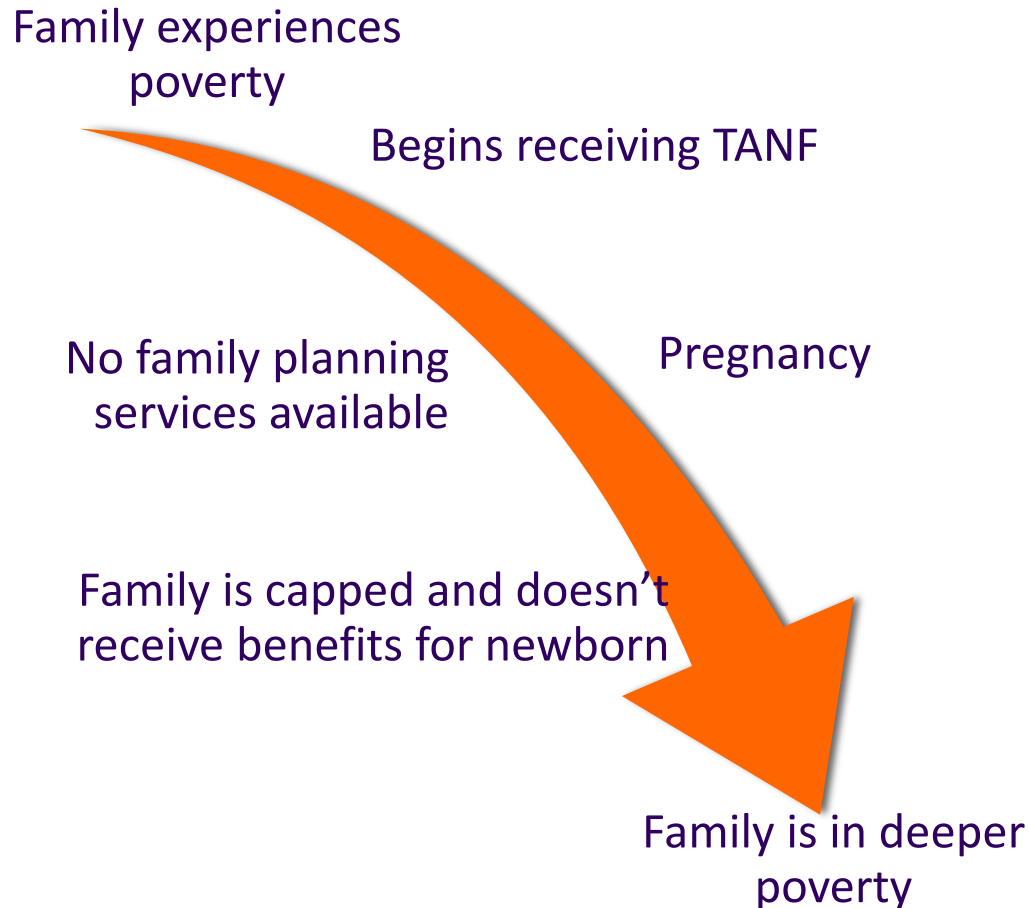 Family experiences
poverty
Begins receiving TANF
No family planning
services available
Pregnancy
Family is capped and doesn’t
receive benefits for newborn
Family is in deeper
poverty